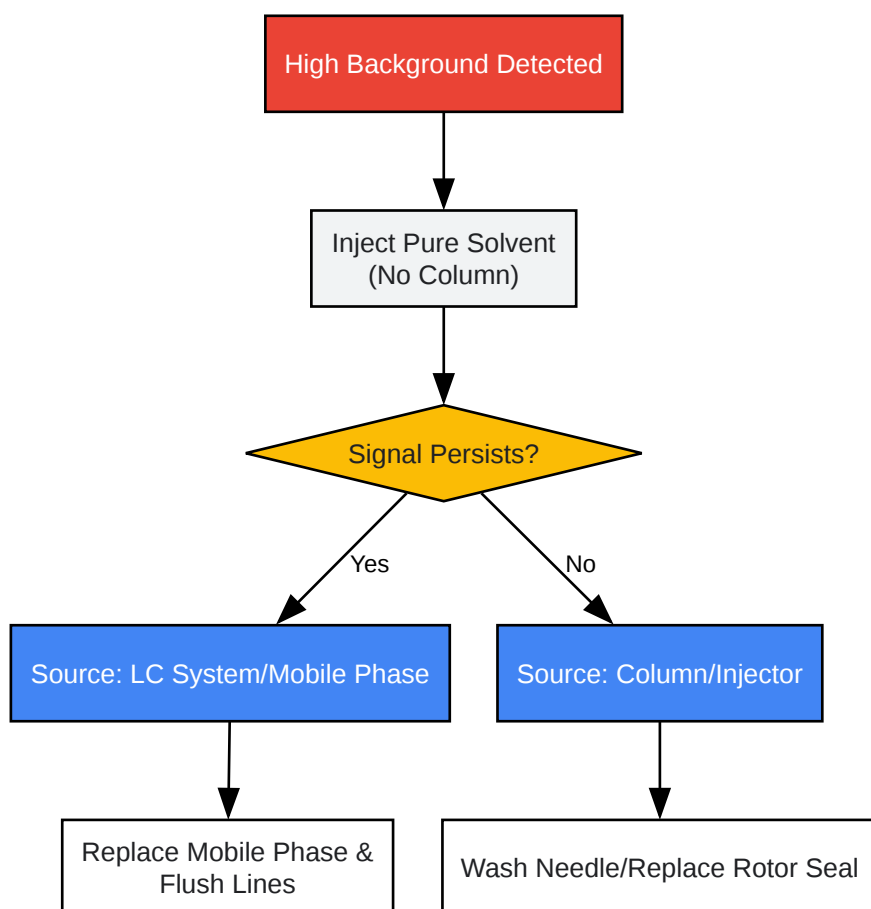 High Background Detected
Inject Pure Solvent
(No Column)
Signal Persists?
Yes
No
Source: LC System/Mobile Phase
Source: Column/Injector
Replace Mobile Phase &
Flush Lines
Wash Needle/Replace Rotor Seal